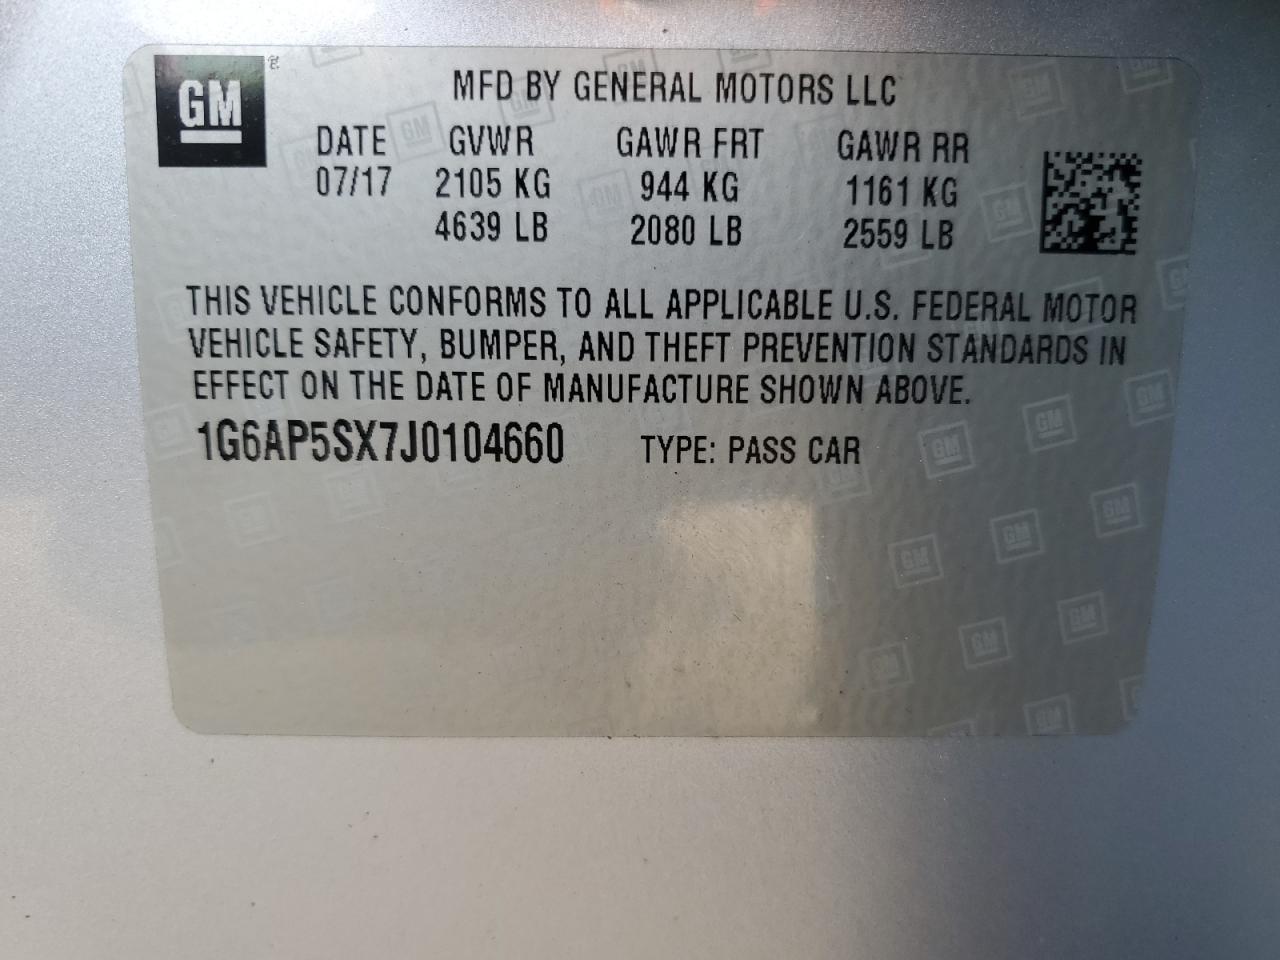 GM
MFD BY GENERAL MOTORS LLC
DATE GVWR GAWR FRT GAWR RR
07/17 2105 KG 944 KG 1161 KG
4639 LB 2080 LB 2559 LB
THIS VEHICLE CONFORMS TO ALL APPLICABLE U.S. FEDERAL MOTOR
VEHICLE SAFETY, BUMPER, AND THEFT PREVENTION STANDARDS IN
EFFECT ON THE DATE OF MANUFACTURE SHOWN ABOVE.
1G6AP5SX7J0104660 TYPE: PASS CAR